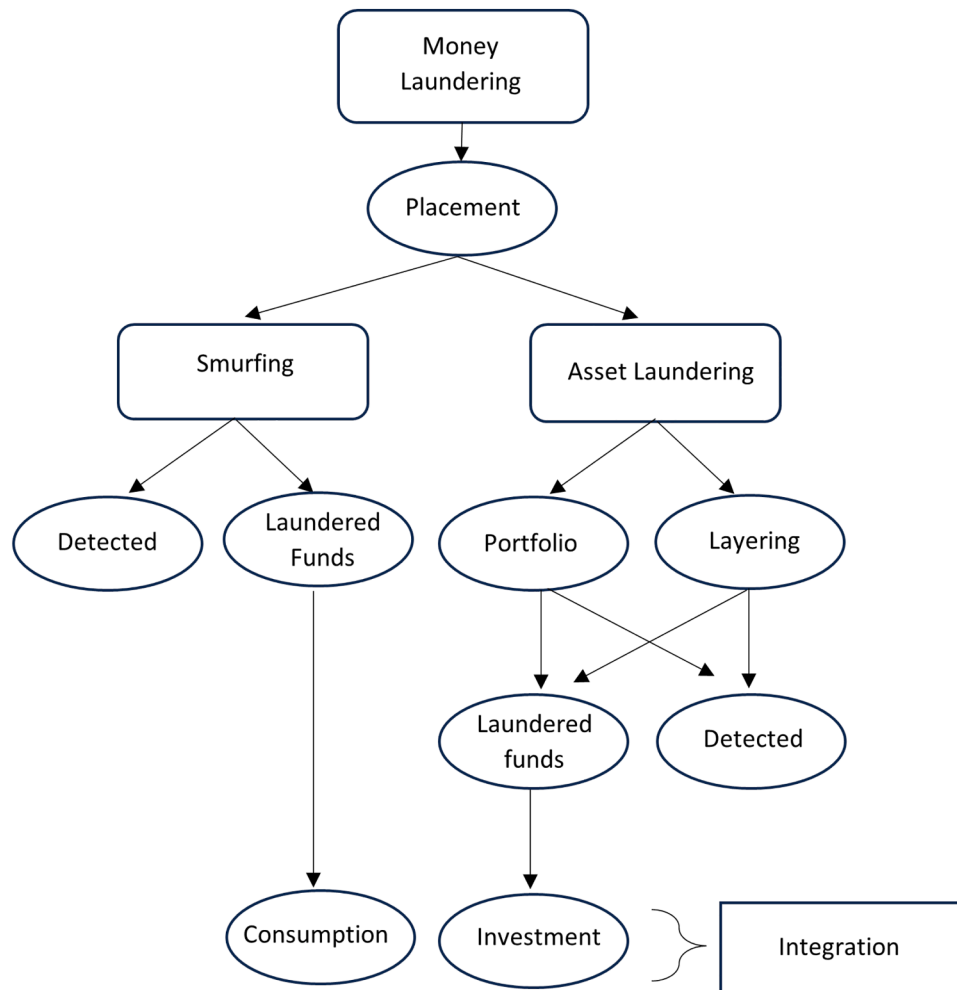 Money
Laundering
Placement
Smurfing
Asset Laundering
Detected
Laundered
Funds
Portfolio
Layering
Laundered
funds
Detected
Consumption
Investment
Integration